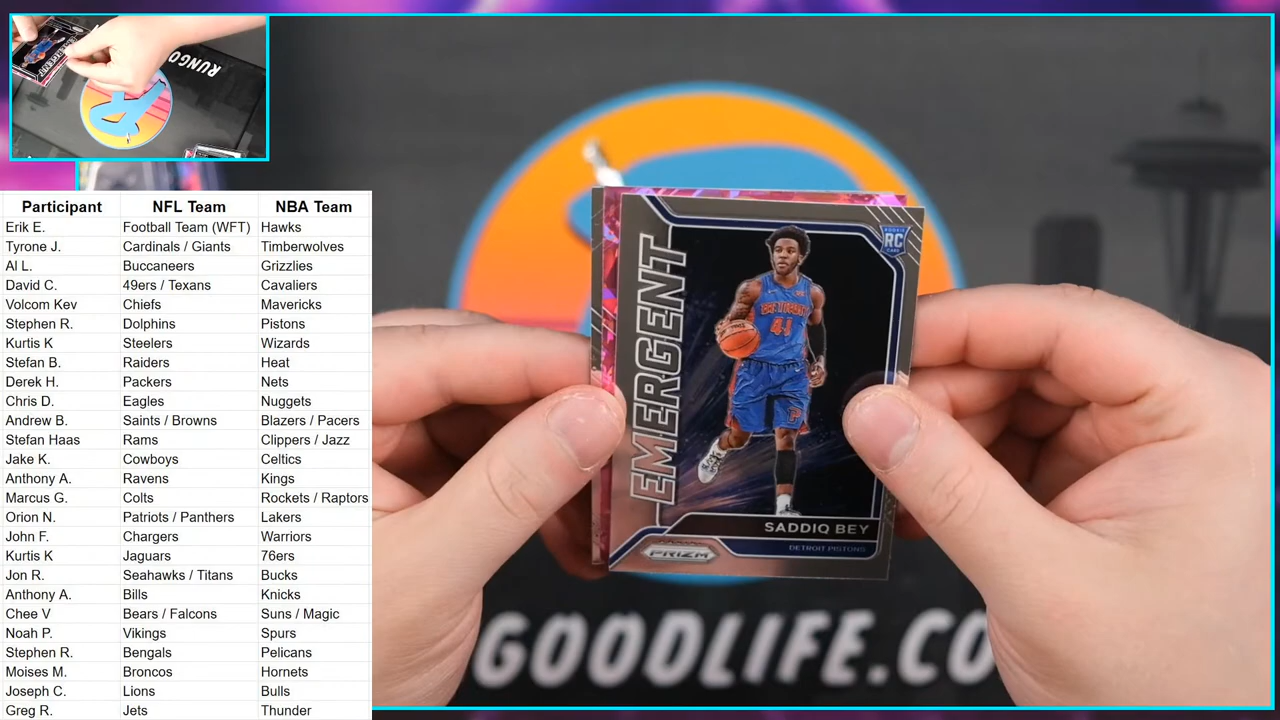 EMERGENT
RUNGO
Participant NFL Team NBA Team
Erik E. Football Team (WFT) Hawks
Tyrone J. Cardinals / Giants Timberwolves
Al L. Buccaneers Grizzlies
David C. 49ers / Texans Cavaliers
Volcom Kev Chiefs Mavericks
Stephen R. Dolphins Pistons
Kurtis K Steelers Wizards
Stefan B. Raiders Heat
Derek H. Packers Nets
Chris D. Eagles Nuggets
Andrew B. Saints / Browns Blazers / Pacers
Stefan Haas Rams Clippers / Jazz
Jake K. Cowboys Celtics
Anthony A. Ravens Kings
Marcus G. Colts Rockets / Raptors
Orion N. Patriots / Panthers Lakers
John F. Chargers Warriors
Kurtis K Jaguars 76ers
Jon R. Seahawks / Titans Bucks
Anthony A. Bills Knicks
Chee V Bears / Falcons Suns / Magic
Noah P. Vikings Spurs
Stephen R. Bengals Pelicans
Moises M. Broncos Hornets
Joseph C. Lions Bulls
Greg R. Jets Thunder
EMERGENT
ROOKIE
RC
CARD
DETROIT
41
SADDIQ BEY
DETROIT PISTONS
PRIZM
GOODLIFE.CO